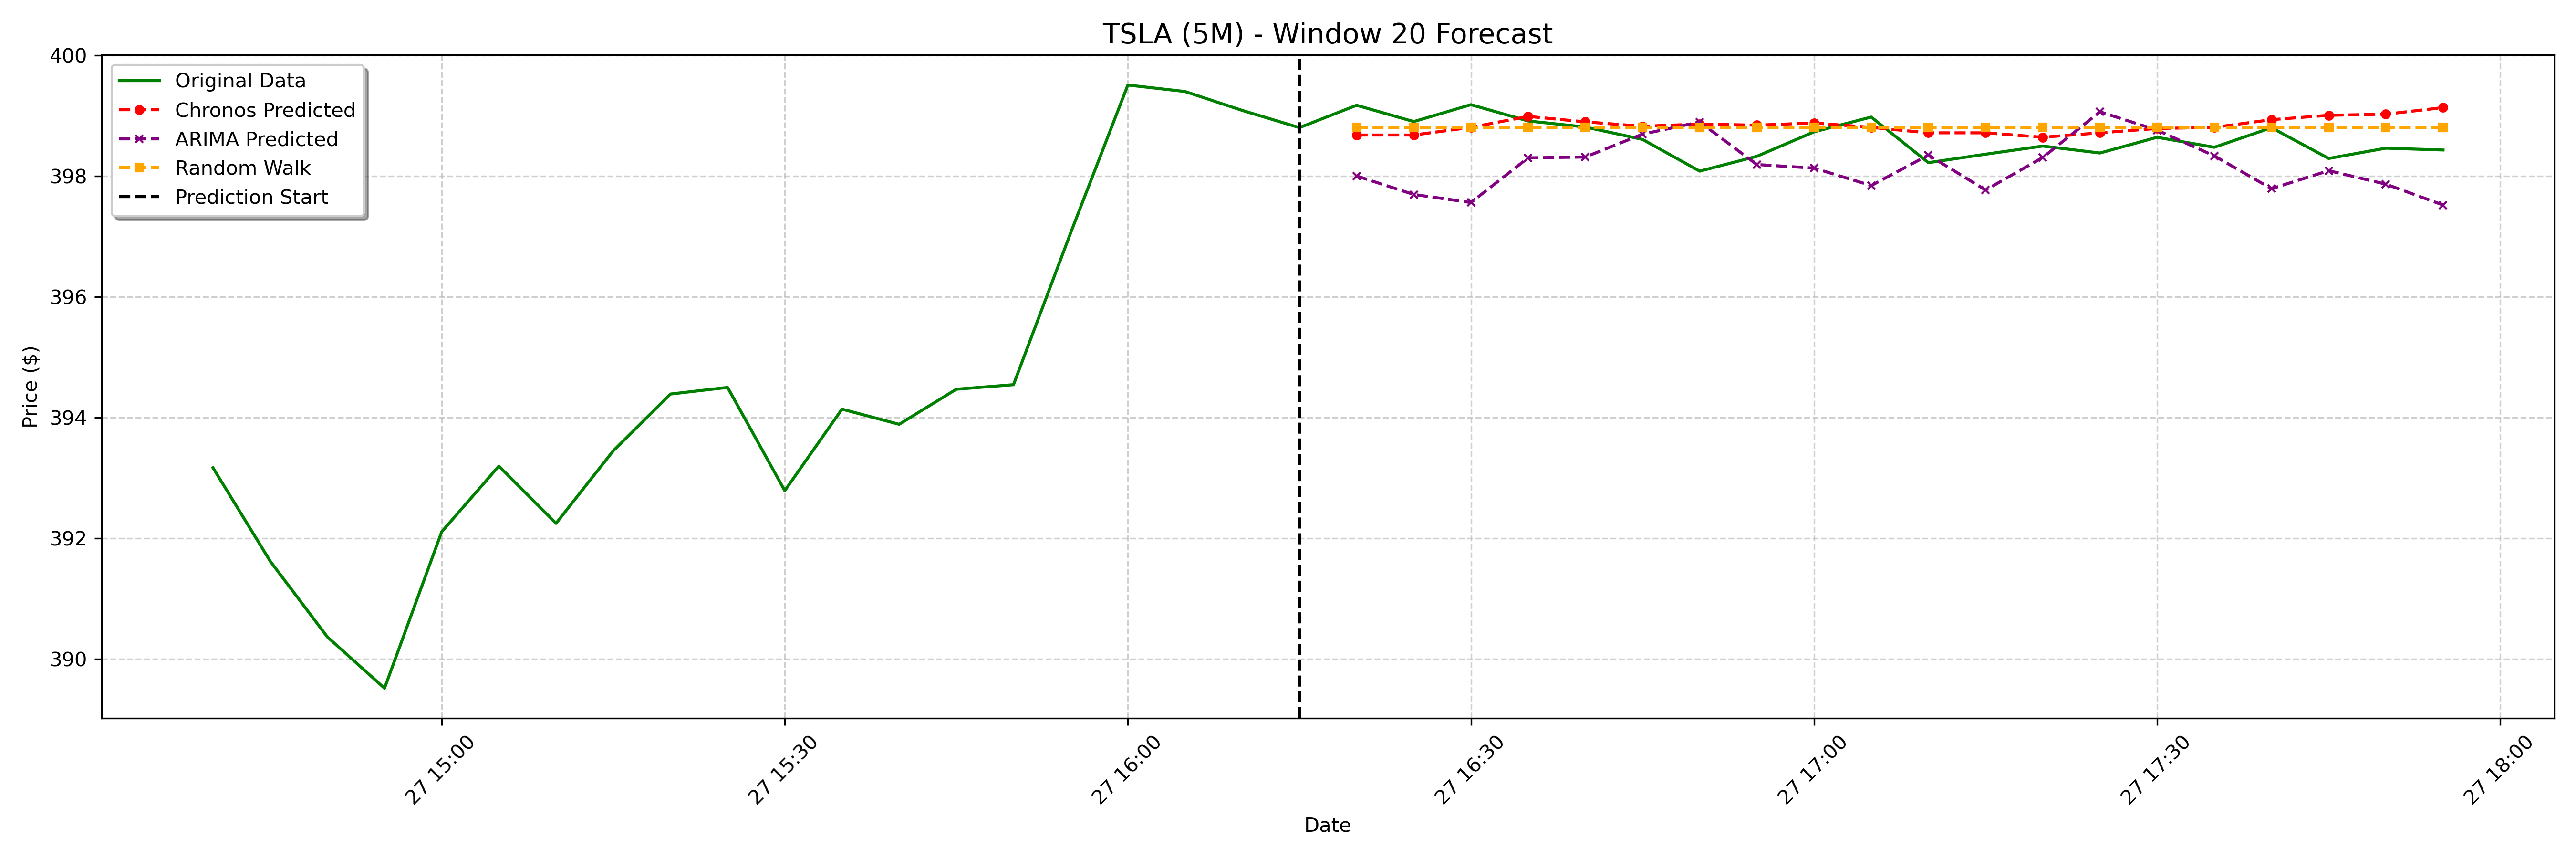 TSLA (5M) - Window 20 Forecast
Original Data
Chronos Predicted
ARIMA Predicted
Random Walk
Prediction Start
Price ($)
400
398
396
394
392
390
27 15:00
27 15:30
27 16:00
27 16:30
27 17:00
27 17:30
27 18:00
Date